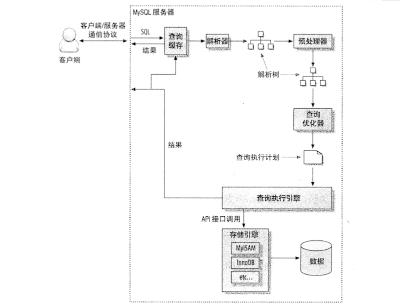 MySQL 服务器
客户端/服务器
通信协议
SQL
结果
查询
缓存
解析器
预处理器
客户端
解析树
查询
优化器
结果
查询执行计划
查询执行引擎
API 接口调用
存储引擎
MyISAM
InnoDB
etc...
数据